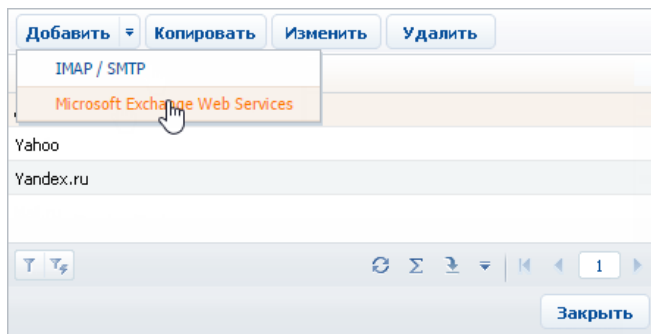 Добавить Копировать Изменить Удалить
IMAP / SMTP
Microsoft Exchange Web Services
Yahoo
Yandex.ru
1
Закрыть